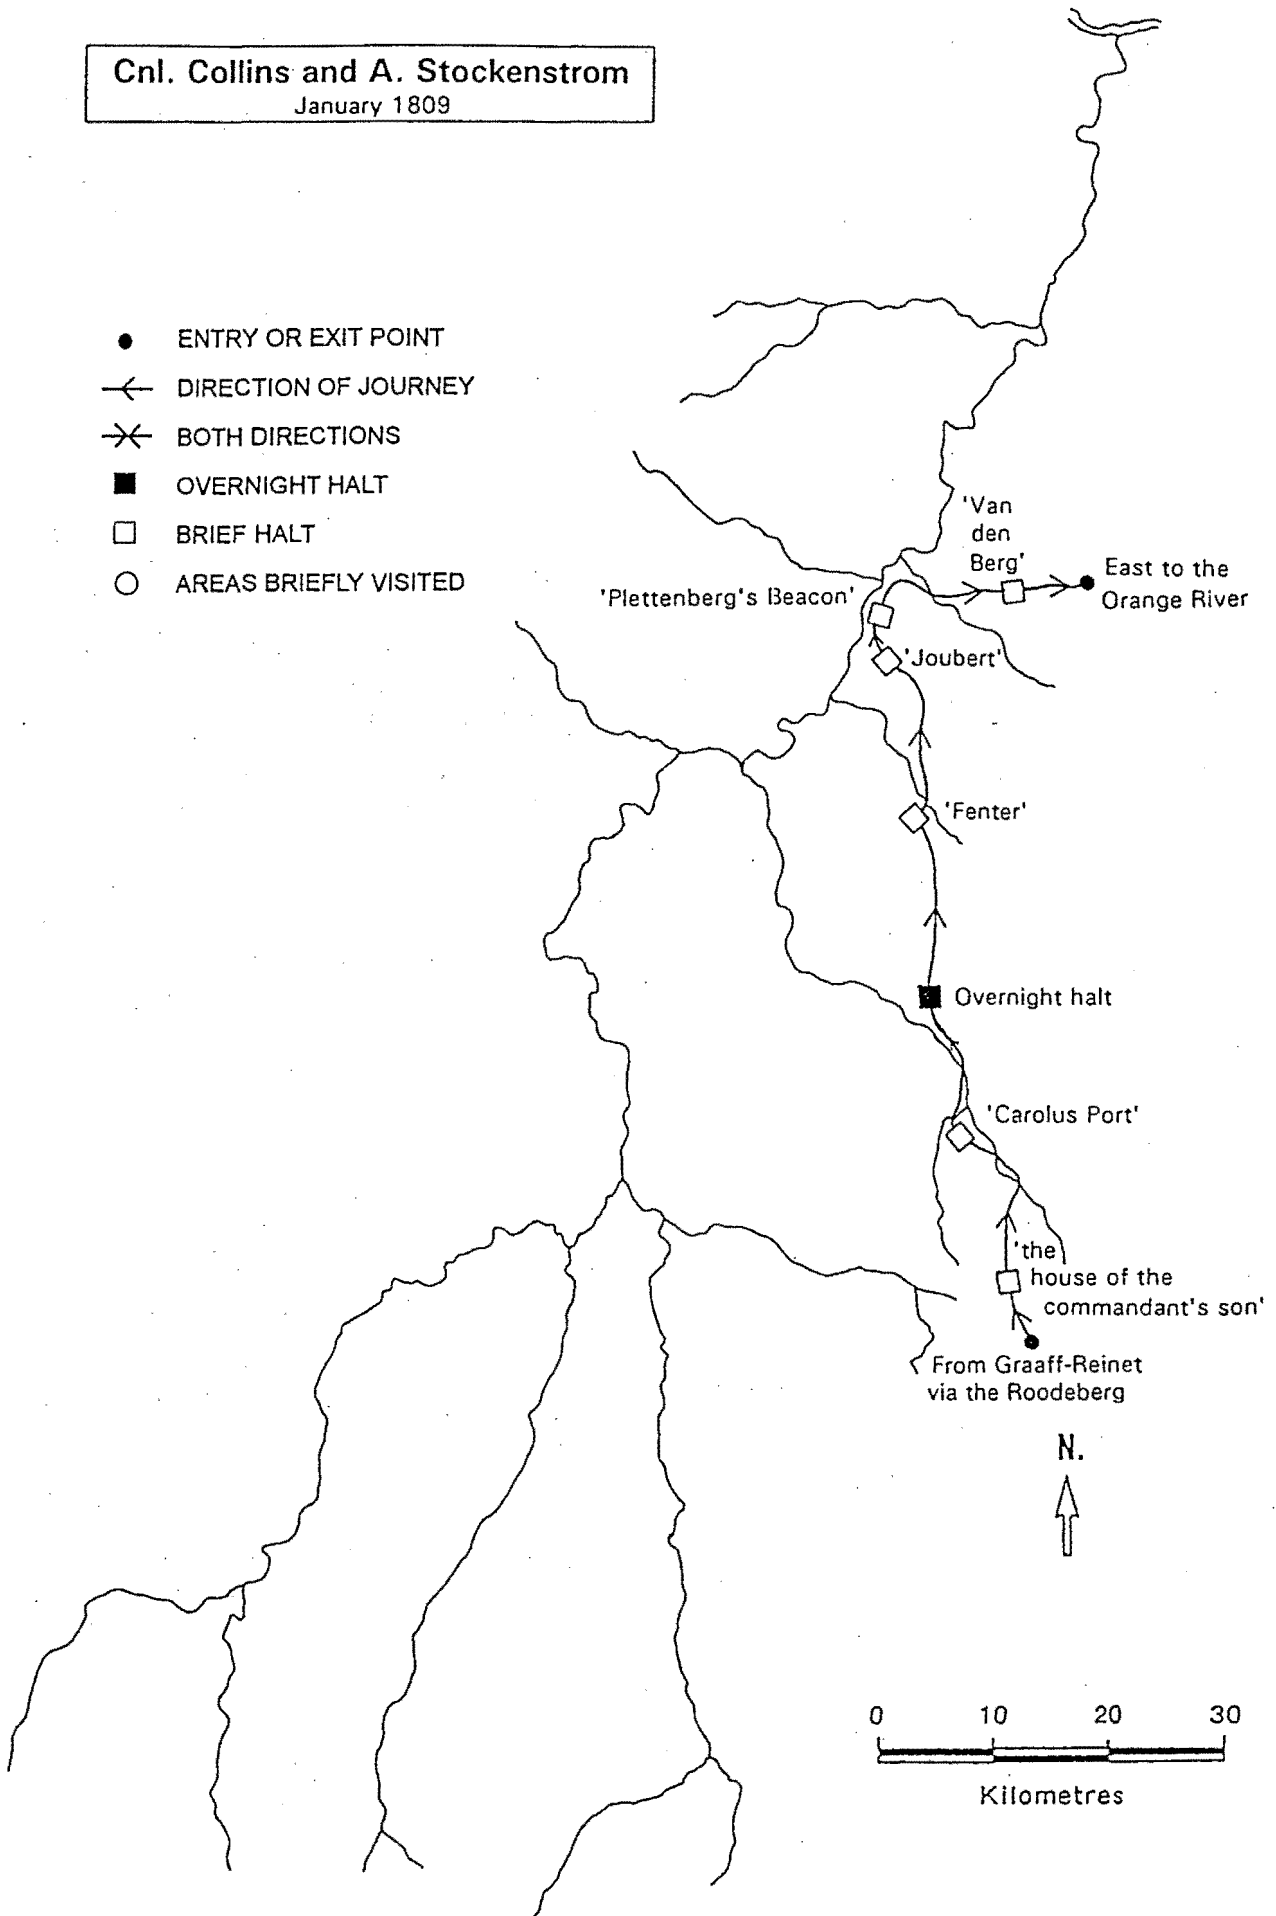 Cnl. Collins and A. Stockenstrom
January 1809
ENTRY OR EXIT POINT
DIRECTION OF JOURNEY
BOTH DIRECTIONS
OVERNIGHT HALT
BRIEF HALT
AREAS BRIEFLY VISITED
'Van
den
Berg'
East to the
Orange River
'Plettenberg's Beacon'
'Joubert'
'Fenter'
Overnight halt
'Carolus Port'
'the
house of the
commandant's son'
From Graaff-Reinet
via the Roodeberg
N.
0 10 20 30
Kilometres